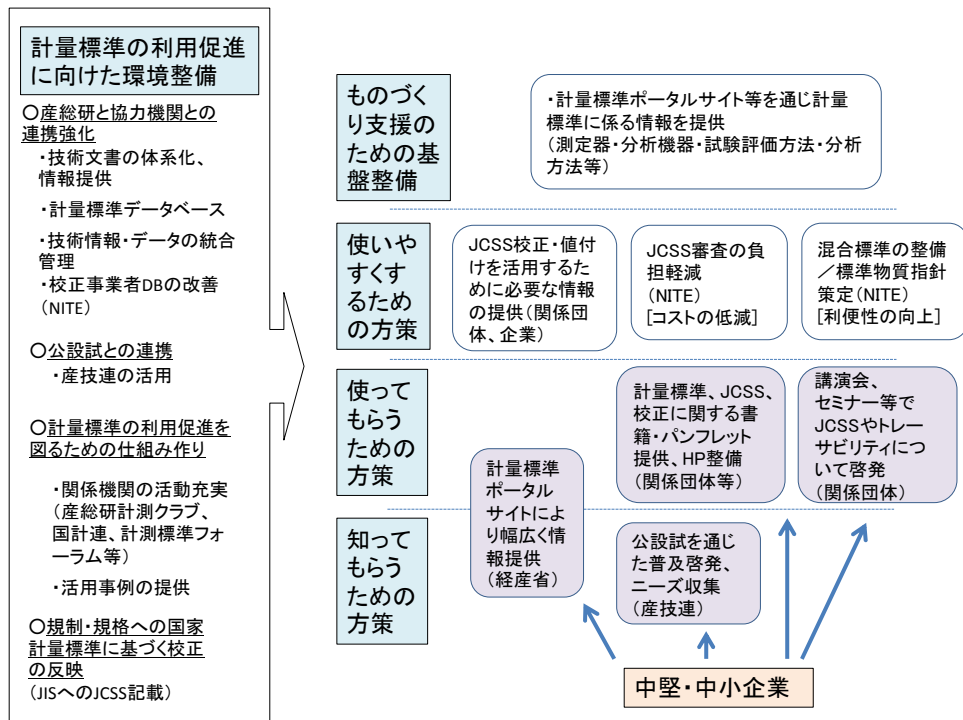 計量標準の利用促進
に向けた環境整備
〇産総研と協力機関との
連携強化
・技術文書の体系化、
情報提供
・計量標準データベース
・技術情報・データの統合
管理
・校正事業者DBの改善
（NITE）
〇公設試との連携
・産技連の活用
〇計量標準の利用促進を
図るための仕組み作り
・関係機関の活動充実
（産総研計測クラブ、
国計連、計測標準フォ
ーラム等）
・活用事例の提供
〇規制・規格への国家
計量標準に基づく校正
の反映
（JISへのJCSS記載）
ものづく
り支援の
ための基
盤整備
・計量標準ポータルサイト等を通じ計量
標準に係る情報を提供
（測定器・分析機器・試験評価方法・分析
方法等）
使いや
すくす
るため
の方策
JCSS校正・値付
けを活用するた
めに必要な情報
の提供（関係団
体、企業）
JCSS審査の負
担軽減
（NITE）
[コストの低減]
混合標準の整備
／標準物質指針
策定（NITE）
[利便性の向上]
使って
もらう
ための
方策
計量標準、JCSS、
校正に関する書
籍・パンフレット
提供、HP整備
（関係団体等）
講演会、
セミナー等で
JCSSやトレー
サビリティにつ
いて啓発
（関係団体）
計量標準
ポータル
サイトによ
り幅広く情
報提供
（経産省）
知って
もらう
ための
方策
公設試を通じ
た普及啓発、
ニーズ収集
（産技連）
中堅・中小企業